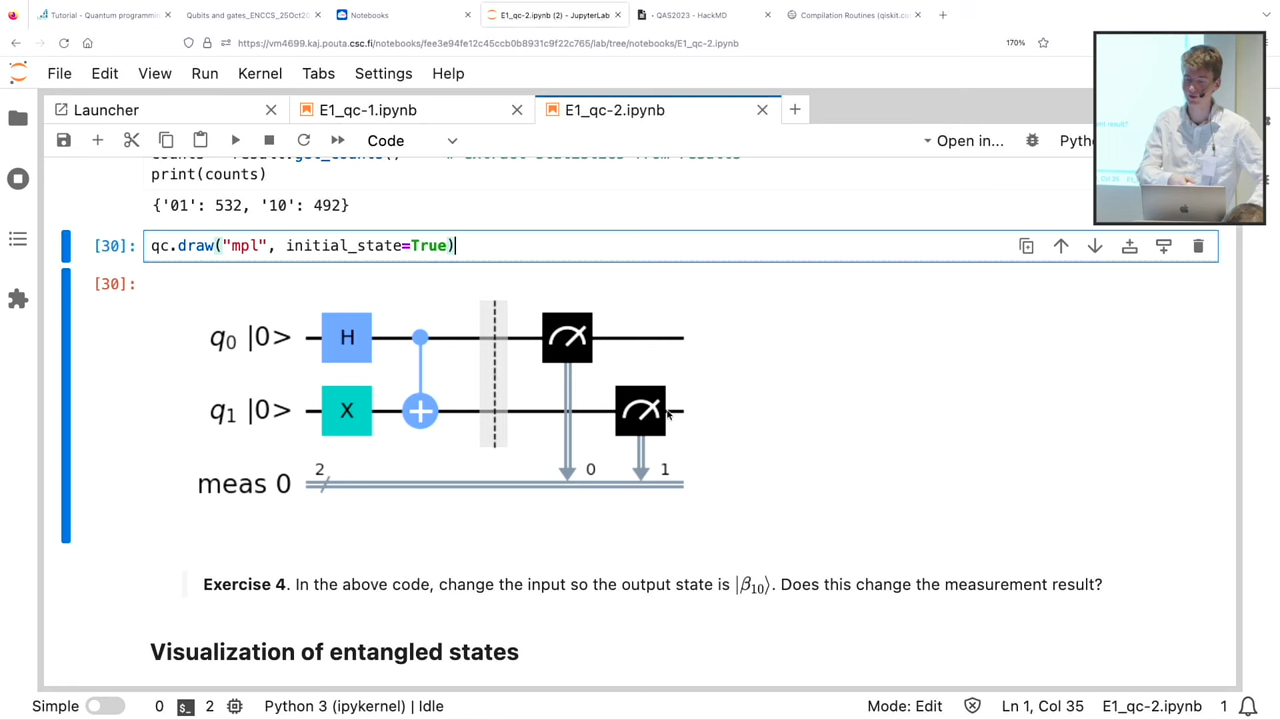 Tutorial - Quantum programmin
Qubits and gates_ENCCS_25Oct20
Notebooks
E1_qc-2.ipynb (2) - JupyterLab
- QAS2023 - HackMD
Compilation Routines (qiskit.c
https://vm4699.kaj.pouta.csc.fi/notebooks/fee3e94fe12c45ccb0b8931c9f22c765/lab/tree/notebooks/E1_qc-2.ipynb
170%
File Edit View Run Kernel Tabs Settings Help
Launcher
E1_qc-1.ipynb
E1_qc-2.ipynb
Code
Open in...
Pytho
print(counts)
{'01': 532, '10': 492}
[30]: qc.draw("mpl", initial_state=True)
[30]:
q0 |0> H
q1 |0> X
2 0 1
meas 0
Exercise 4. In the above code, change the input so the output state is |β10⟩. Does this change the measurement result?
Visualization of entangled states
Simple 0 2 Python 3 (ipykernel) | Idle Mode: Edit Ln 1, Col 35 E1_qc-2.ipynb 1